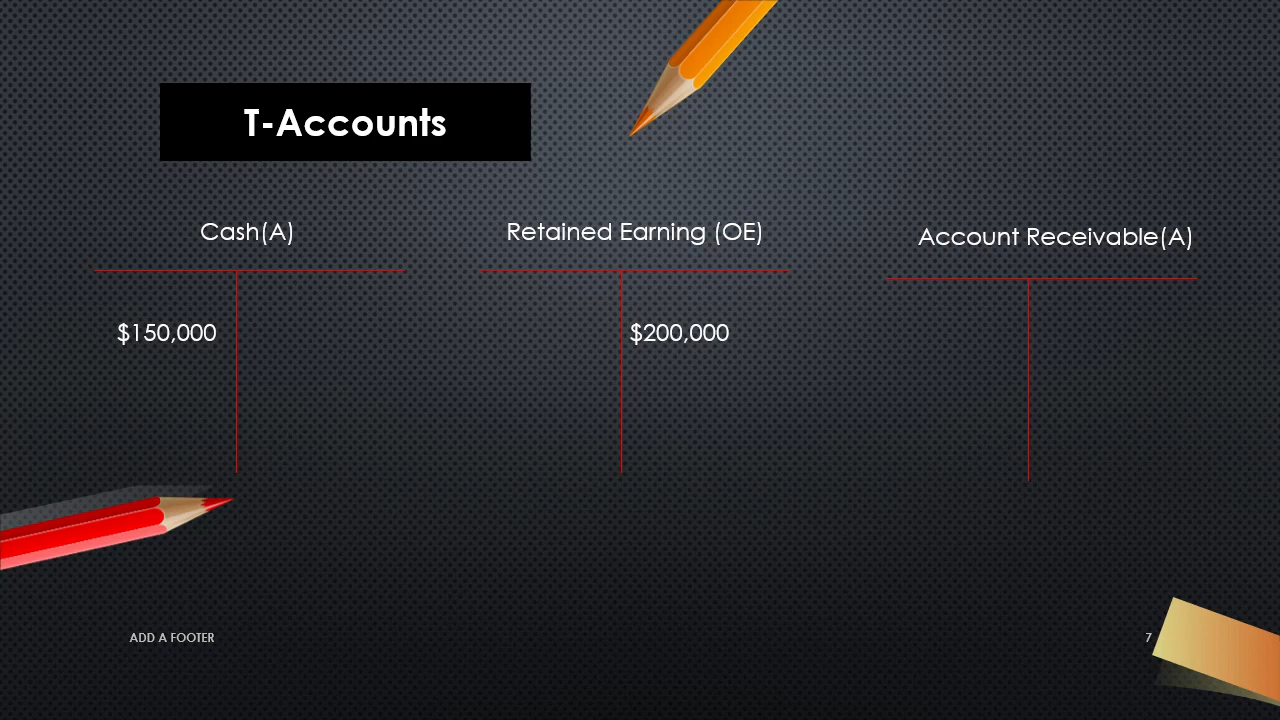 T-Accounts
Cash(A)
Retained Earning (OE)
Account Receivable(A)
$150,000
$200,000
ADD A FOOTER
7